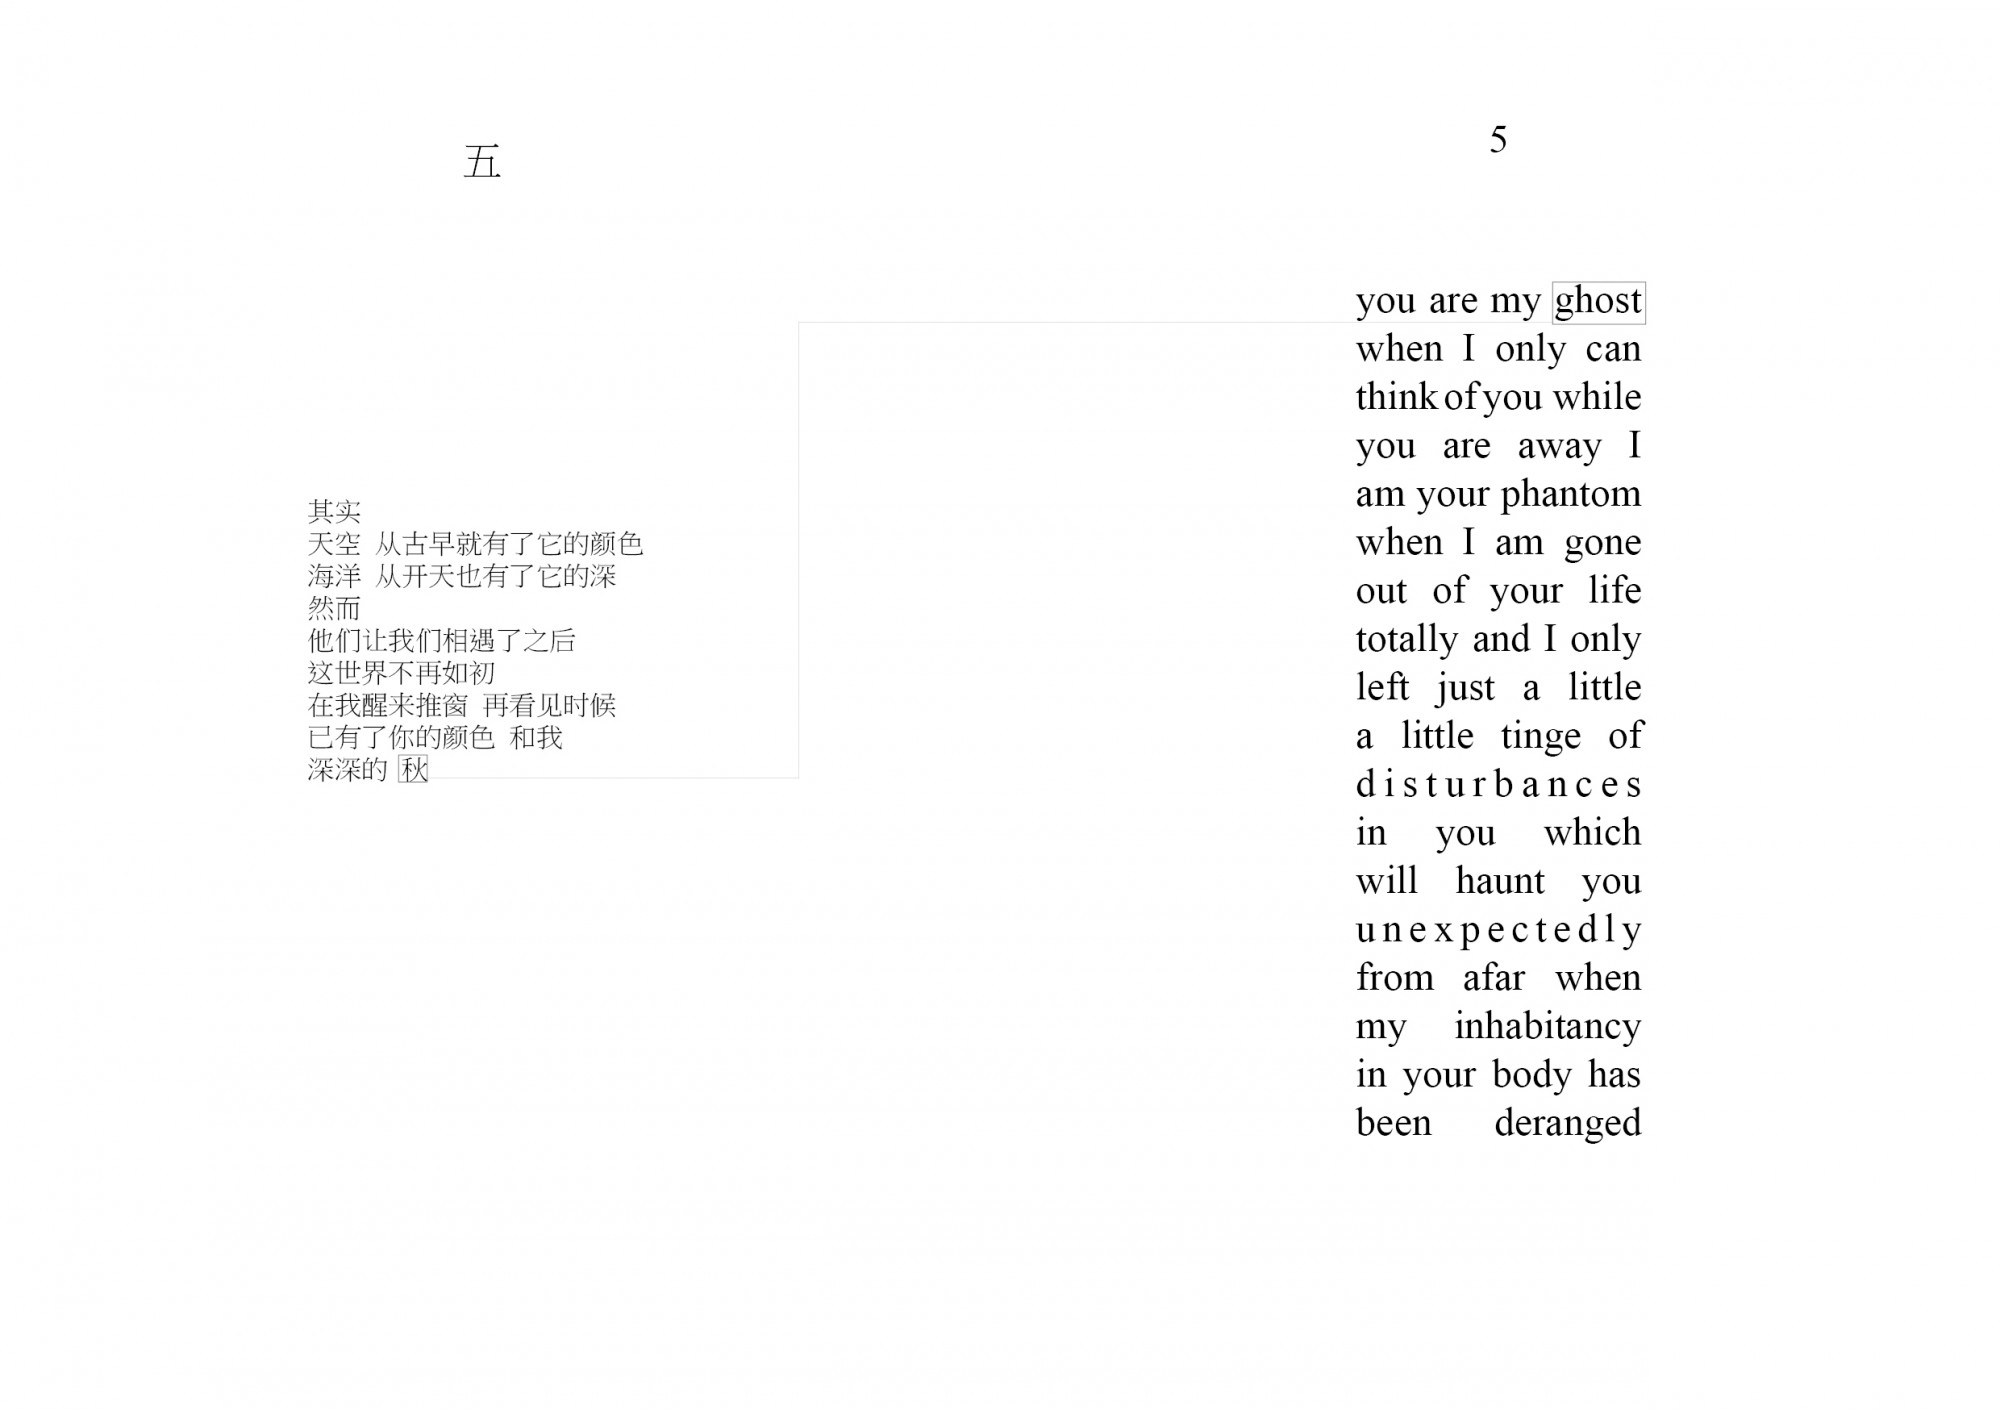 五
其实
天空 从古早就有了它的颜色
海洋 从开天也有了它的深
然而
他们让我们相遇了之后
这世界不再如初
在我醒来推窗 再看见时候
已有了你的颜色 和我
深深的 秋
5
you are my ghost
when I only can
think of you while
you are away I
am your phantom
when I am gone
out of your life
totally and I only
left just a little
a little tinge of
disturbances
in you which
will haunt you
unexpectedly
from afar when
my inhabitancy
in your body has
been deranged